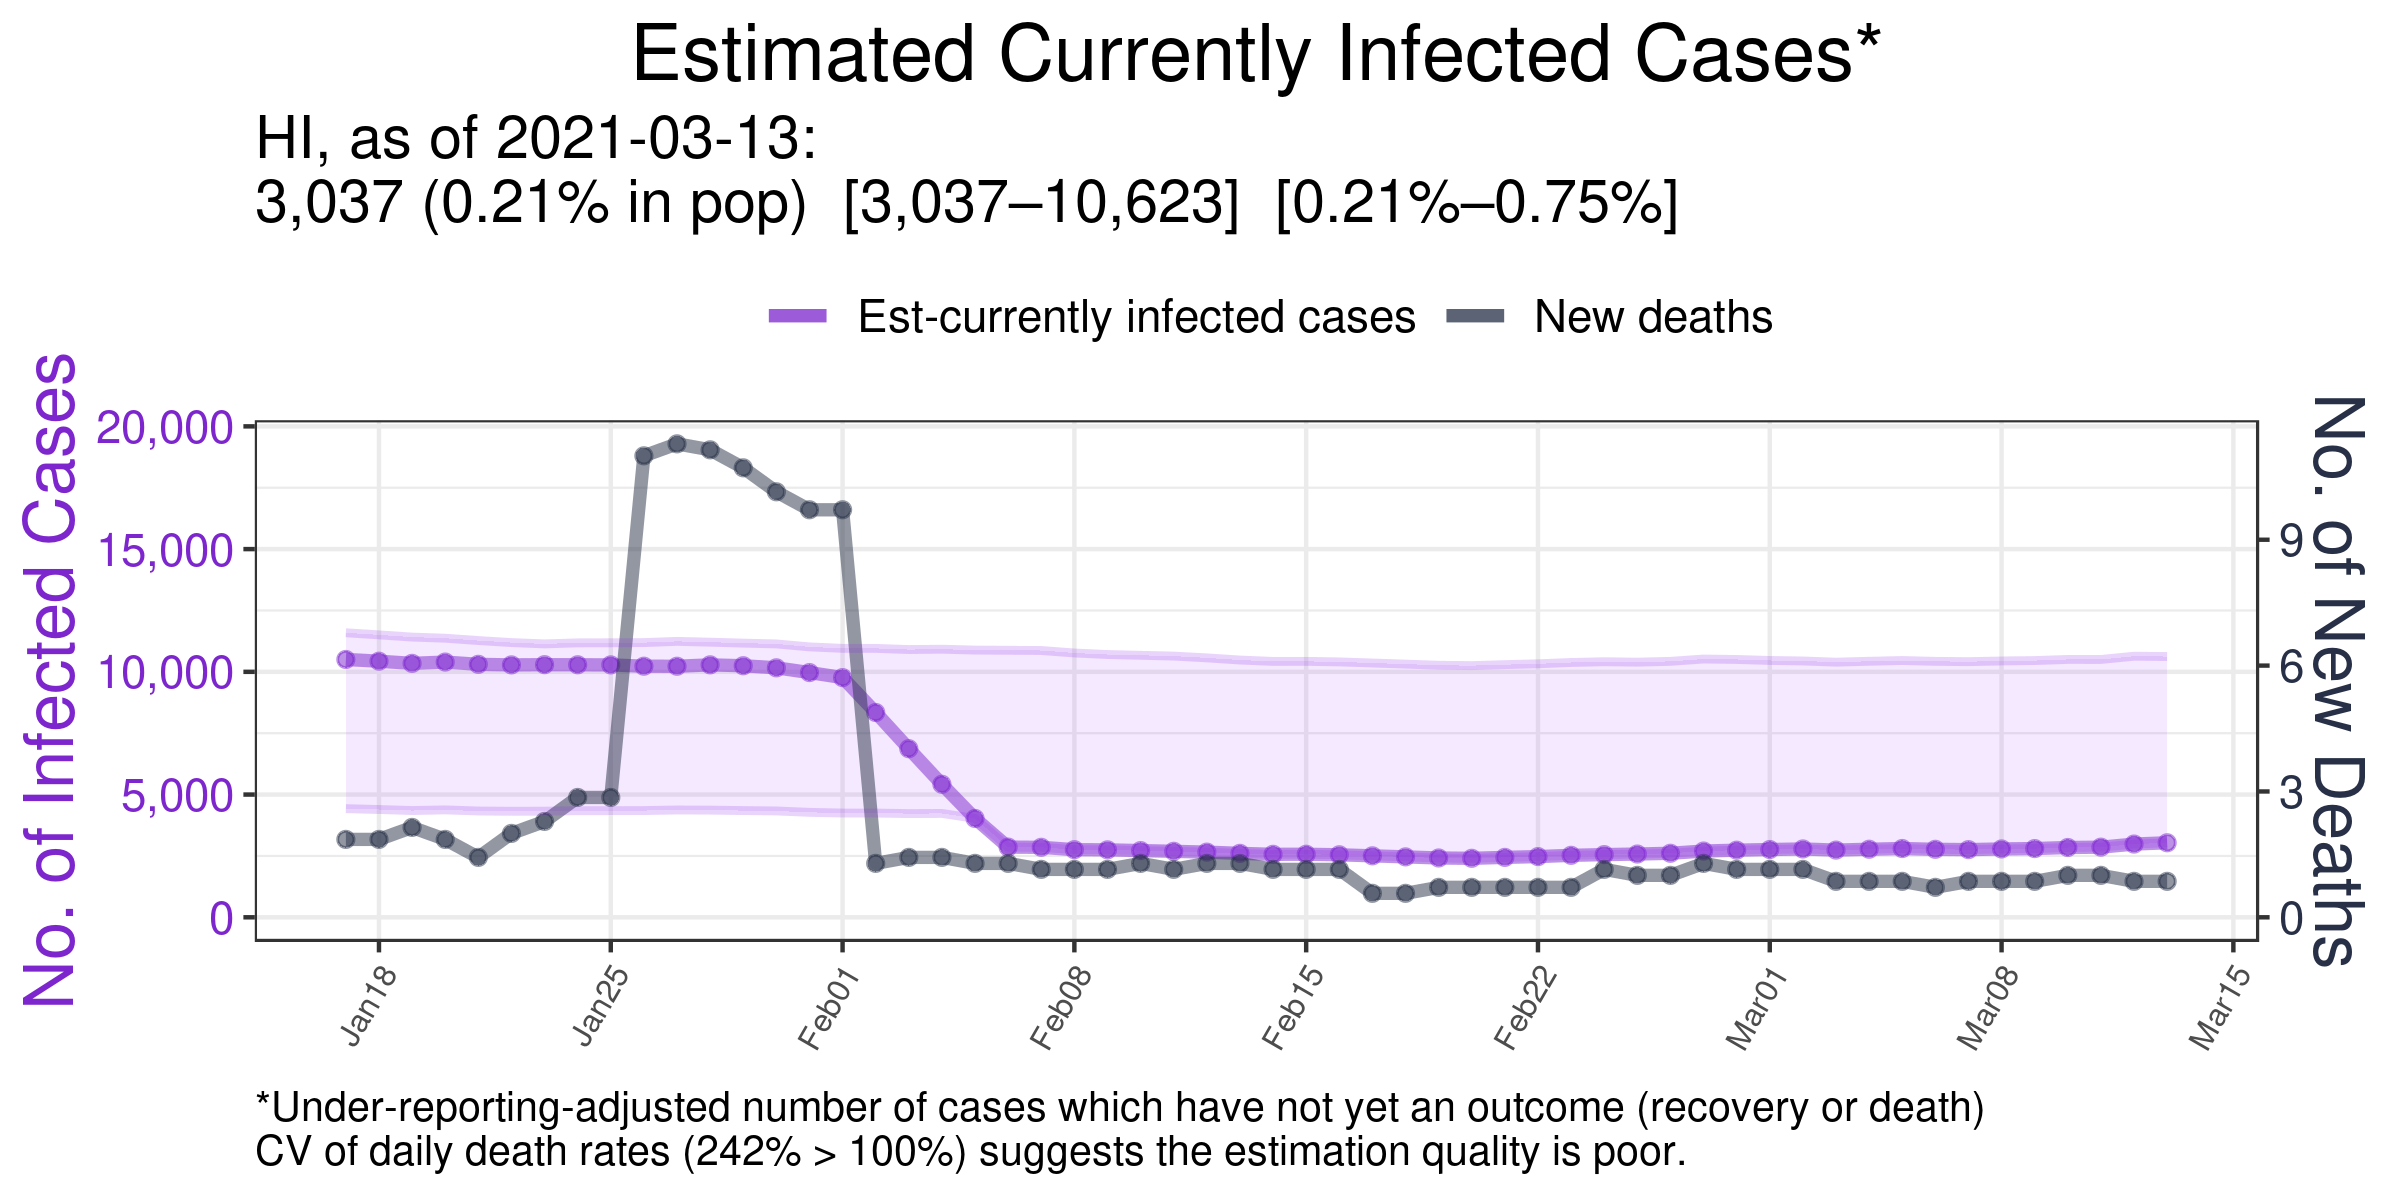 Estimated Currently Infected Cases*
HI, as of 2021-03-13:
3,037 (0.21% in pop)  [3,037–10,623]  [0.21%–0.75%]
Est-currently infected cases
New deaths
No. of Infected Cases
20,000
15,000
10,000
5,000
0
No. of New Deaths
9
6
3
0
Jan18
Jan25
Feb01
Feb08
Feb15
Feb22
Mar01
Mar08
Mar15
*Under-reporting-adjusted number of cases which have not yet an outcome (recovery or death)
CV of daily death rates (242% > 100%) suggests the estimation quality is poor.